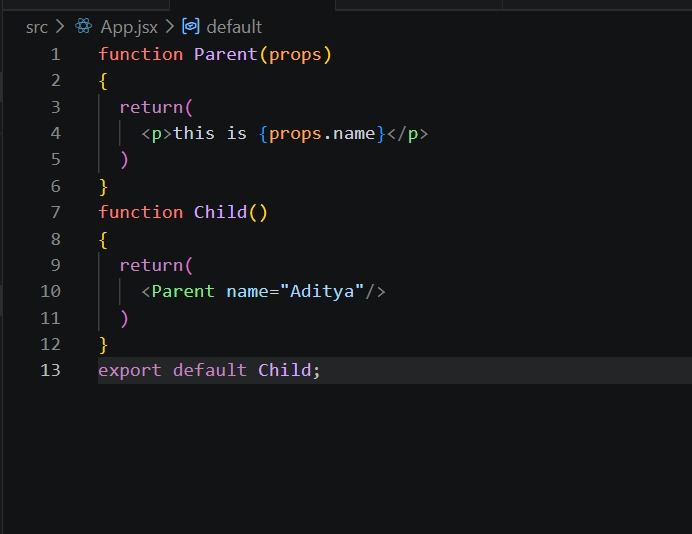 src > App.jsx > default
1 function Parent(props)
2 {
3   return(
4     <p>this is {props.name}</p>
5   )
6 }
7 function Child()
8 {
9   return(
10     <Parent name="Aditya"/>
11   )
12 }
13 export default Child;